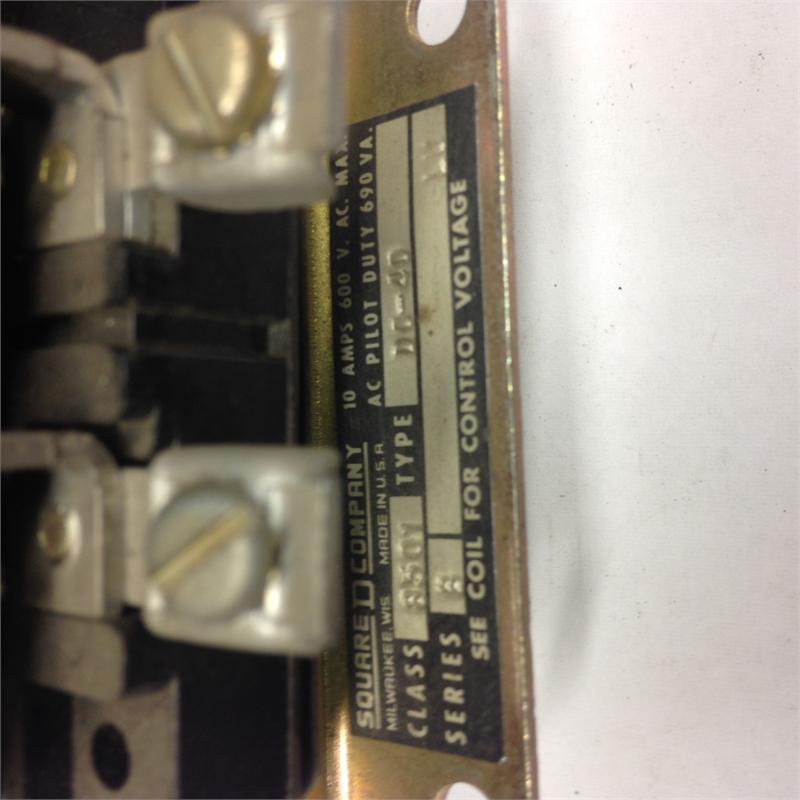 SQUARE D COMPANY 10 AMPS 600 V. AC. MAX.
MILWAUKEE, WIS. MADE IN U.S.A. AC PILOT DUTY 690 VA.
CLASS TYPE
SERIES A
SEE COIL FOR CONTROL VOLTAGE